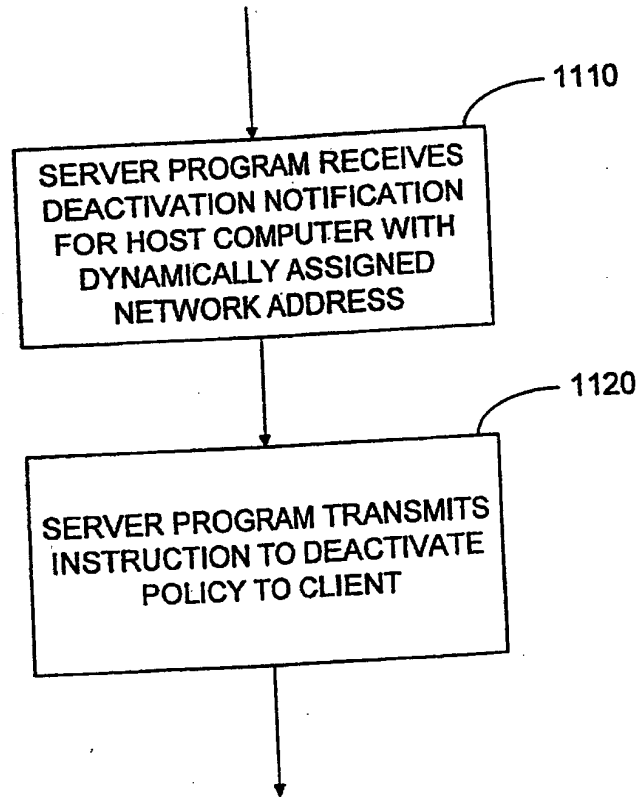 1110
SERVER PROGRAM RECEIVES
DEACTIVATION NOTIFICATION
FOR HOST COMPUTER WITH
DYNAMICALLY ASSIGNED
NETWORK ADDRESS
1120
SERVER PROGRAM TRANSMITS
INSTRUCTION TO DEACTIVATE
POLICY TO CLIENT